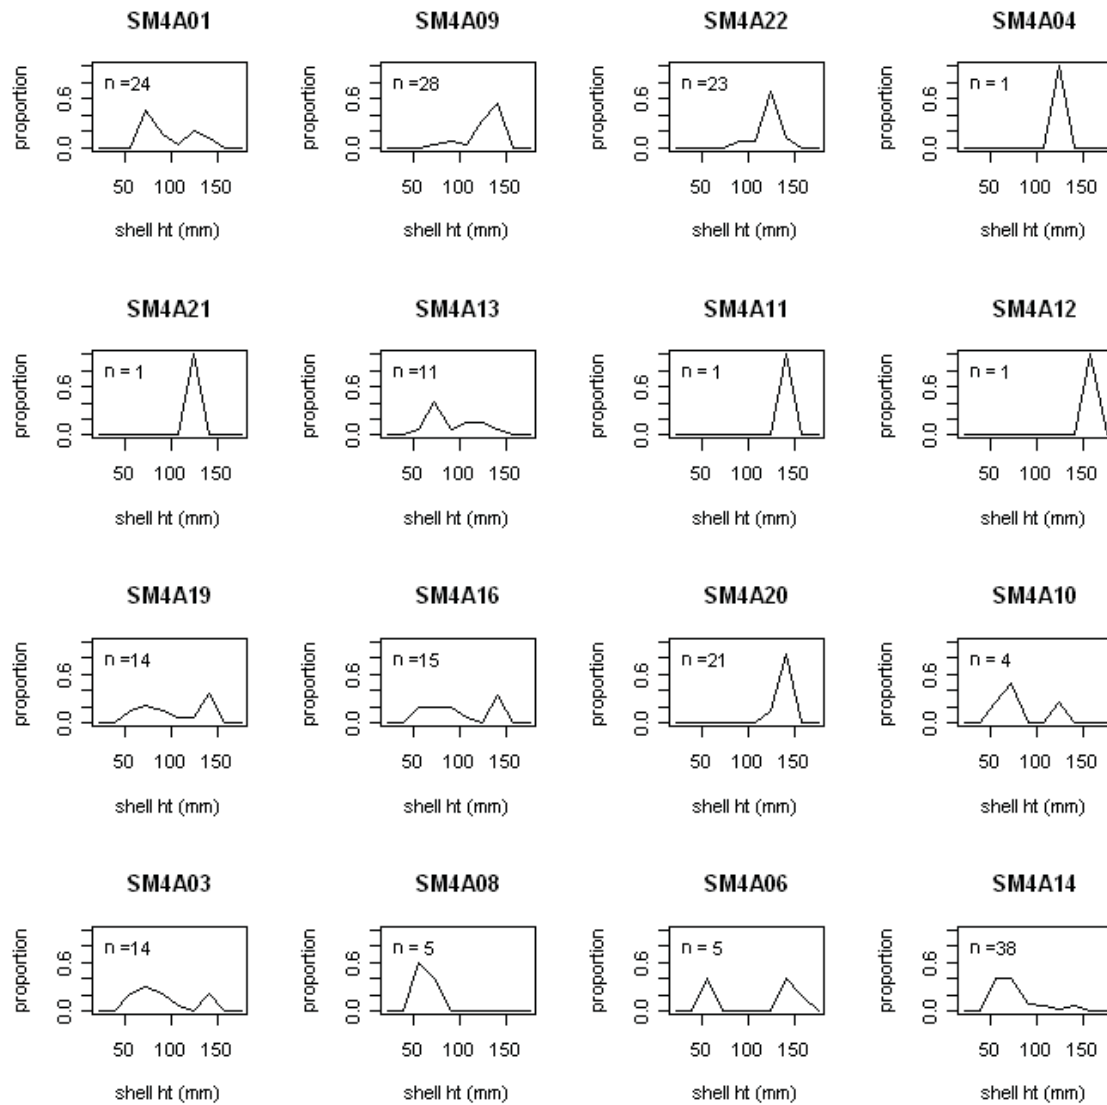 SM4A01 SM4A09 SM4A22 SM4A04
proportion 0.0 0.6 n =24 proportion 0.0 0.6 n =28 proportion 0.0 0.6 n =23 proportion 0.0 0.6 n = 1
50 100 150 50 100 150 50 100 150 50 100 150
shell ht (mm) shell ht (mm) shell ht (mm) shell ht (mm)
SM4A21 SM4A13 SM4A11 SM4A12
proportion 0.0 0.6 n = 1 proportion 0.0 0.6 n =11 proportion 0.0 0.6 n = 1 proportion 0.0 0.6 n = 1
50 100 150 50 100 150 50 100 150 50 100 150
shell ht (mm) shell ht (mm) shell ht (mm) shell ht (mm)
SM4A19 SM4A16 SM4A20 SM4A10
proportion 0.0 0.6 n =14 proportion 0.0 0.6 n =15 proportion 0.0 0.6 n =21 proportion 0.0 0.6 n = 4
50 100 150 50 100 150 50 100 150 50 100 150
shell ht (mm) shell ht (mm) shell ht (mm) shell ht (mm)
SM4A03 SM4A08 SM4A06 SM4A14
proportion 0.0 0.6 n =14 proportion 0.0 0.6 n = 5 proportion 0.0 0.6 n = 5 proportion 0.0 0.6 n =38
50 100 150 50 100 150 50 100 150 50 100 150
shell ht (mm) shell ht (mm) shell ht (mm) shell ht (mm)